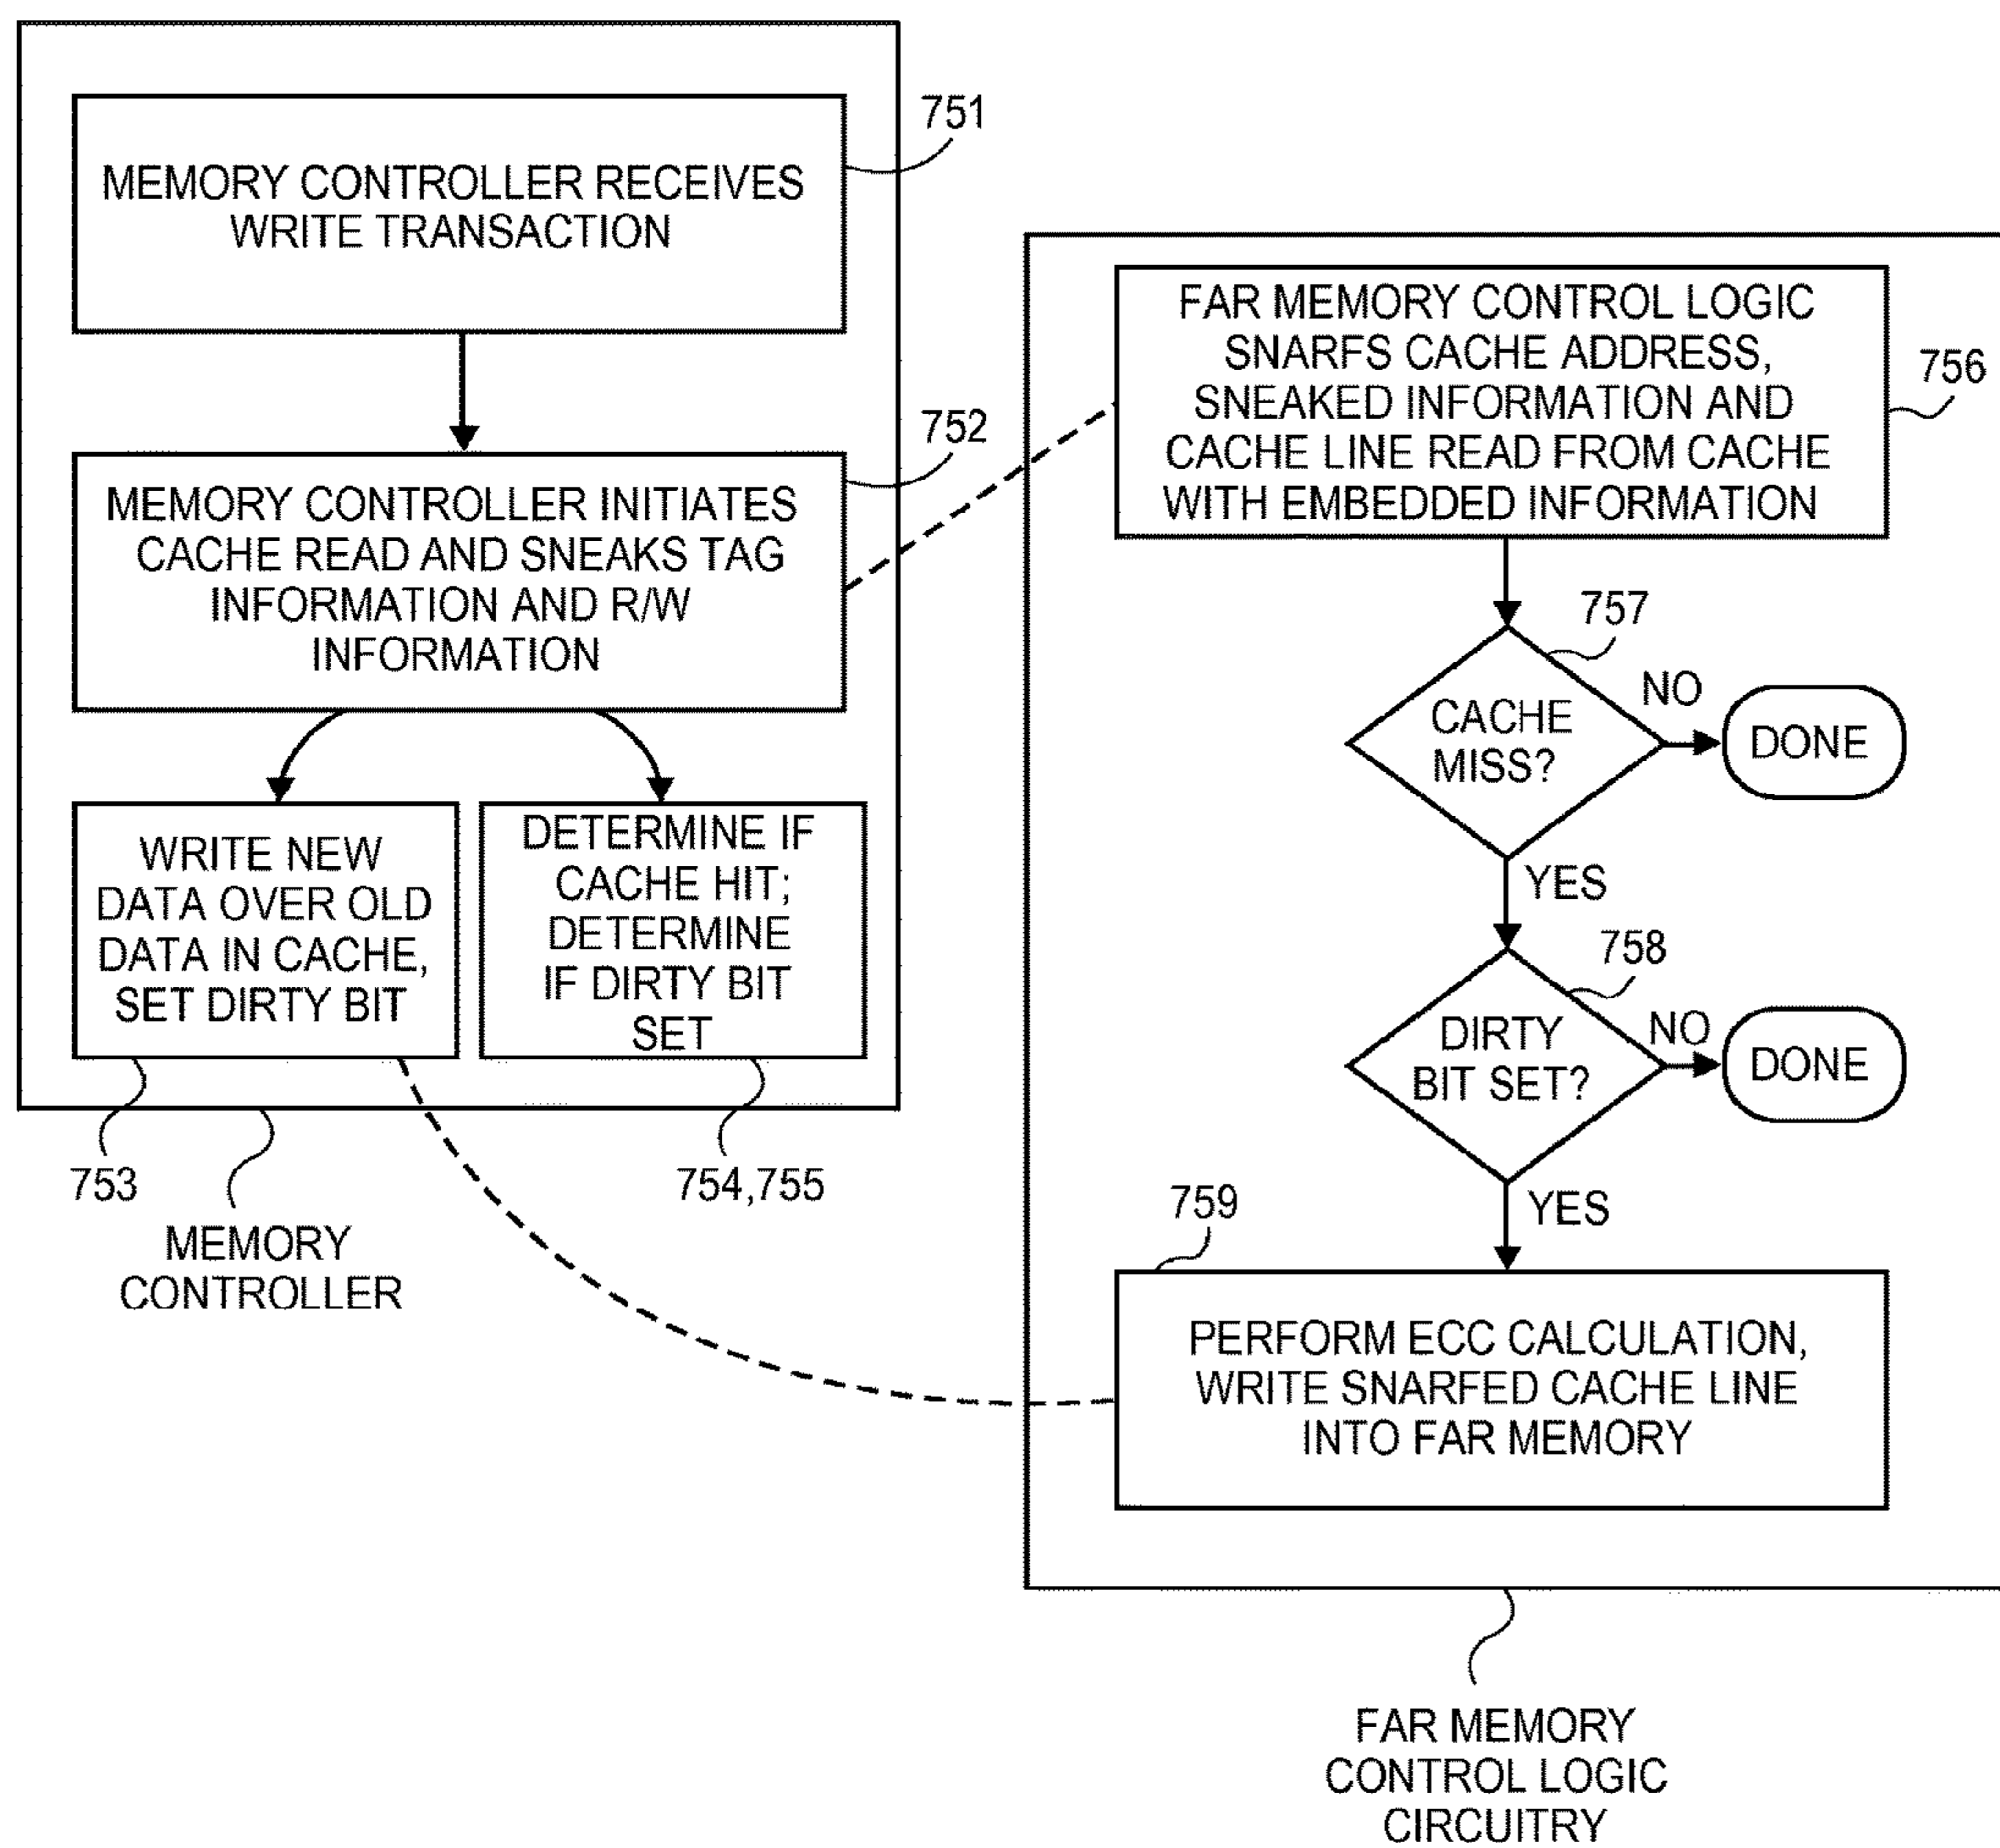 751
MEMORY CONTROLLER RECEIVES
WRITE TRANSACTION
752
MEMORY CONTROLLER INITIATES
CACHE READ AND SNEAKS TAG
INFORMATION AND R/W
INFORMATION
WRITE NEW
DATA OVER OLD
DATA IN CACHE,
SET DIRTY BIT
DETERMINE IF
CACHE HIT;
DETERMINE
IF DIRTY BIT
SET
753
754,755
MEMORY
CONTROLLER
FAR MEMORY CONTROL LOGIC
SNARFS CACHE ADDRESS,
SNEAKED INFORMATION AND
CACHE LINE READ FROM CACHE
WITH EMBEDDED INFORMATION
756
757
CACHE
MISS?
NO
DONE
YES
758
DIRTY
BIT SET?
NO
DONE
YES
759
PERFORM ECC CALCULATION,
WRITE SNARFED CACHE LINE
INTO FAR MEMORY
FAR MEMORY
CONTROL LOGIC
CIRCUITRY